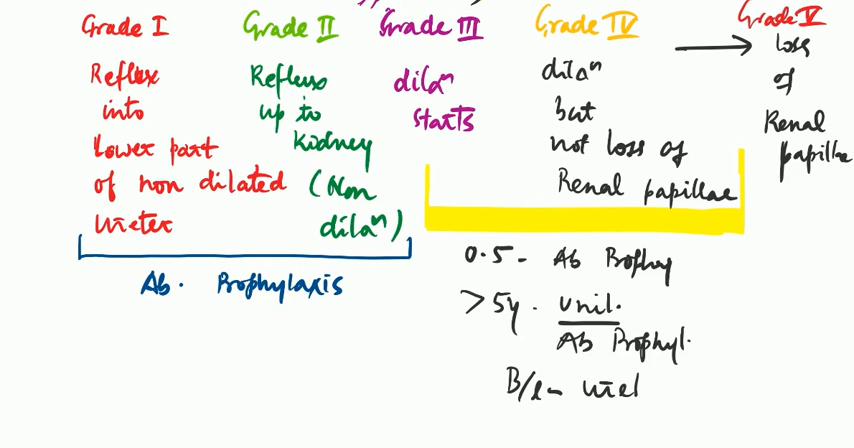 Grade I
Reflux
into
Lower part
of non dilated
Ureter
Grade II
Reflux
up to
Kidney
(Non
dilaⁿ)
Ab. Prophylaxis
Grade III
dilaⁿ
starts
Grade IV
dilaⁿ
but
not loss of
Renal papillae
0.5 - Ab Prophy
>5y. Unil.
Ab Prophyl.
B/L -
Grade V
loss
of
Renal
papillae